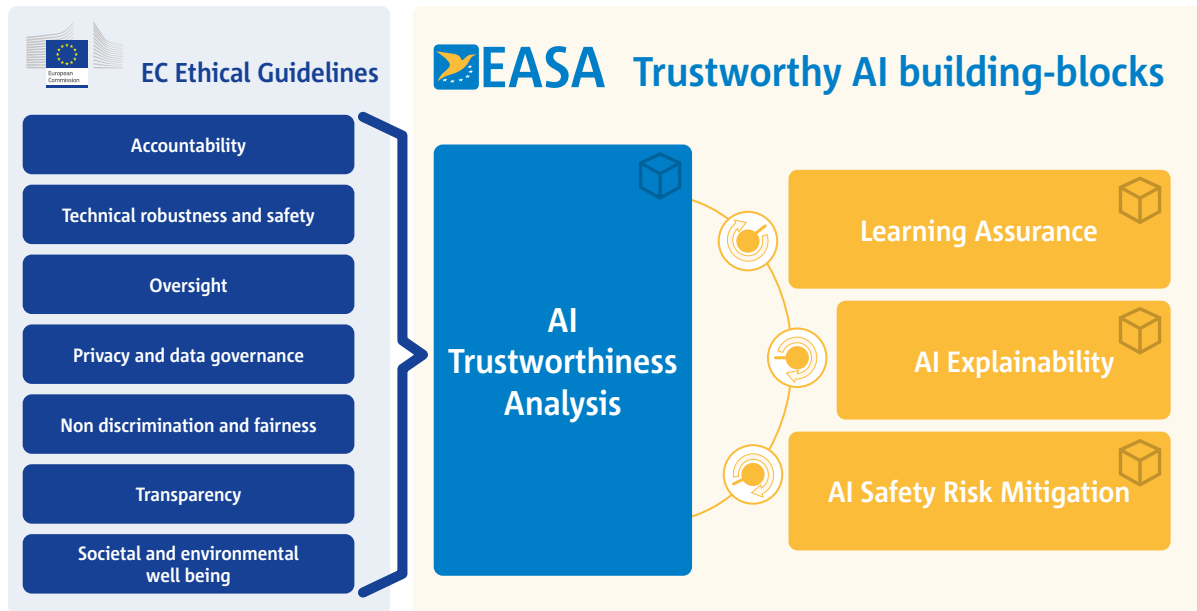 European
Commission
EC Ethical Guidelines
Accountability
Technical robustness and safety
Oversight
Privacy and data governance
Non discrimination and fairness
Transparency
Societal and environmental
well being
EASA Trustworthy AI building-blocks
AI
Trustworthiness
Analysis
Learning Assurance
AI Explainability
AI Safety Risk Mitigation